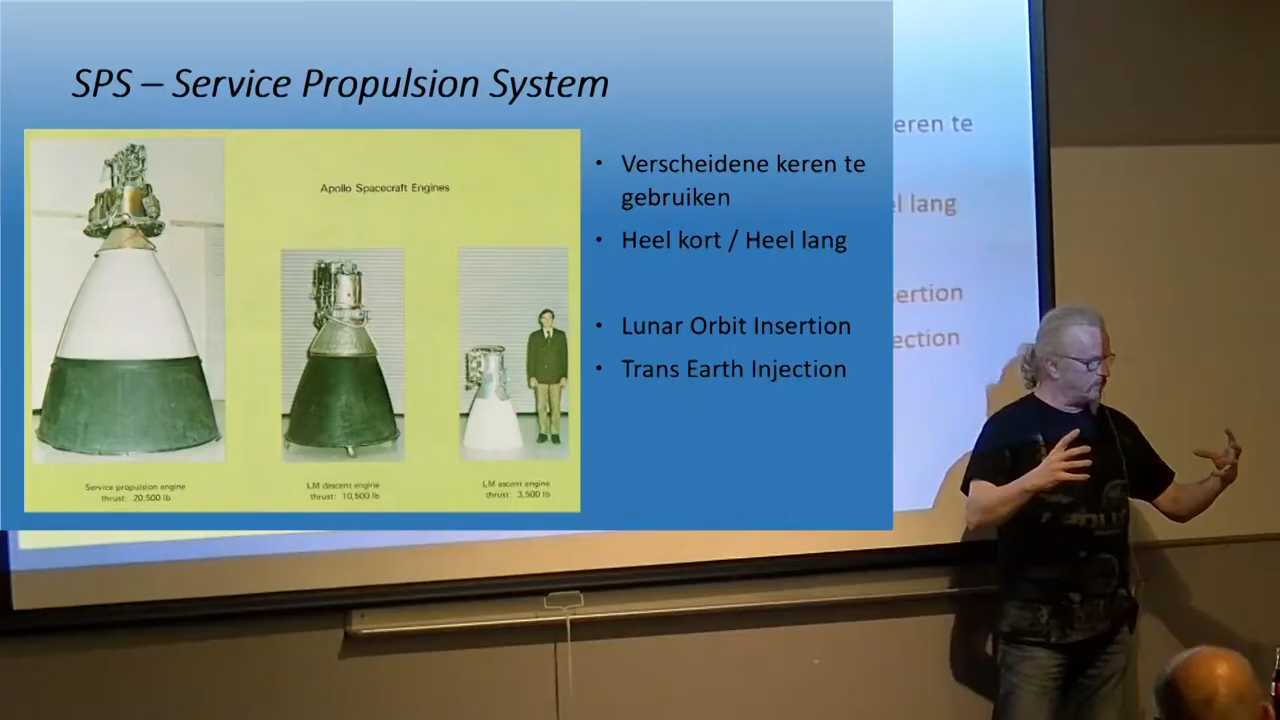 SPS – Service Propulsion System
Apollo Spacecraft Engines
Service propulsion engine
thrust: 20,500 lb
LM descent engine
thrust: 10,600 lb
LM ascent engine
thrust: 3,500 lb
• Verscheidene keren te
gebruiken
• Heel kort / Heel lang
• Lunar Orbit Insertion
• Trans Earth Injection
eren te
el lang
ertion
ection